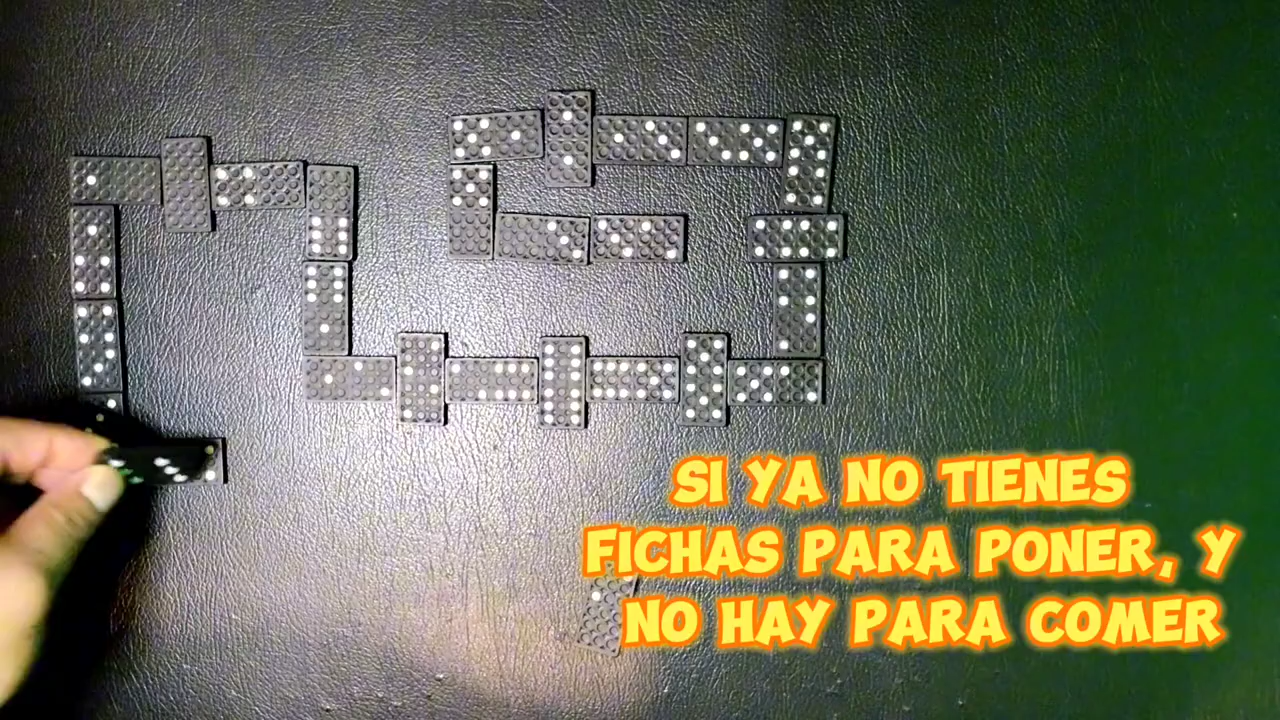 SI YA NO TIENES
FICHAS PARA PONER, Y
NO HAY PARA COMER